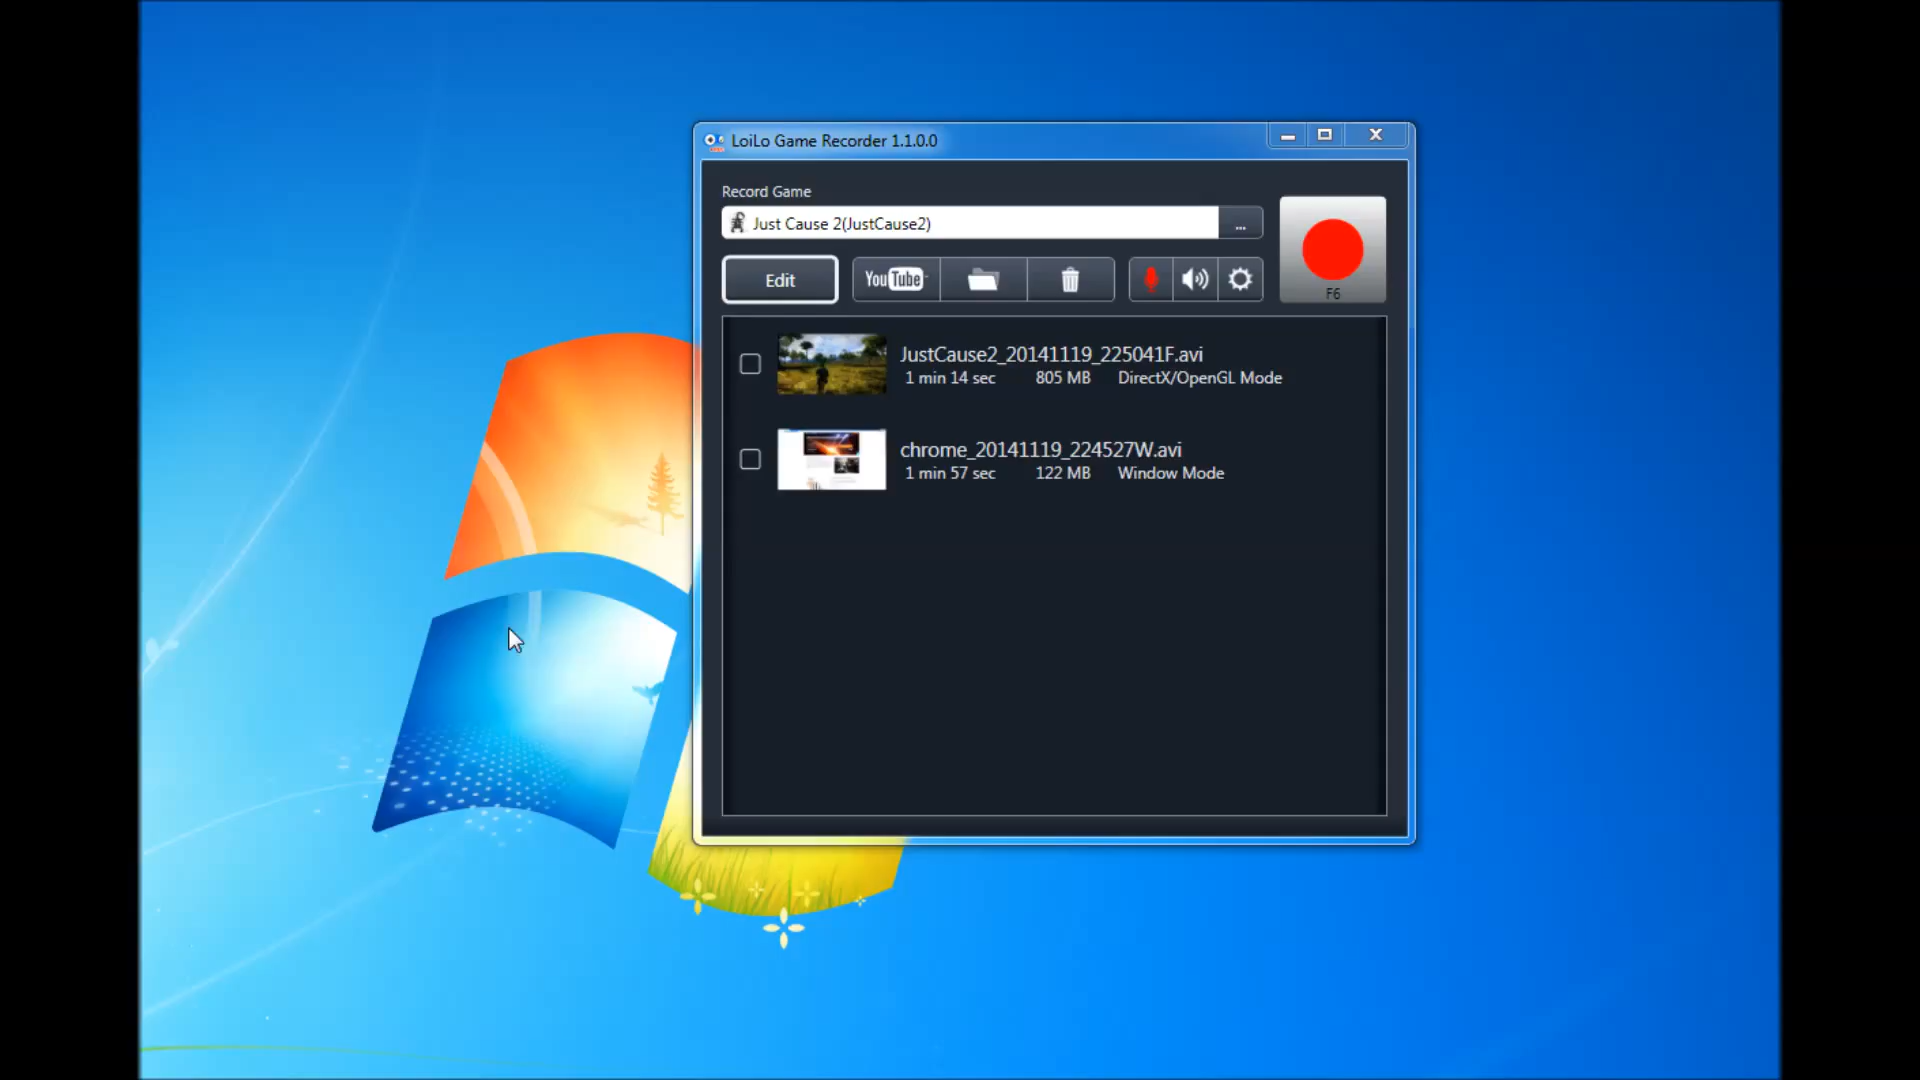 LoiLo Game Recorder 1.1.0.0
Record Game
Just Cause 2(JustCause2)
...
Edit
YouTube
F6
JustCause2_20141119_225041F.avi
1 min 14 sec 805 MB DirectX/OpenGL Mode
chrome_20141119_224527W.avi
1 min 57 sec 122 MB Window Mode